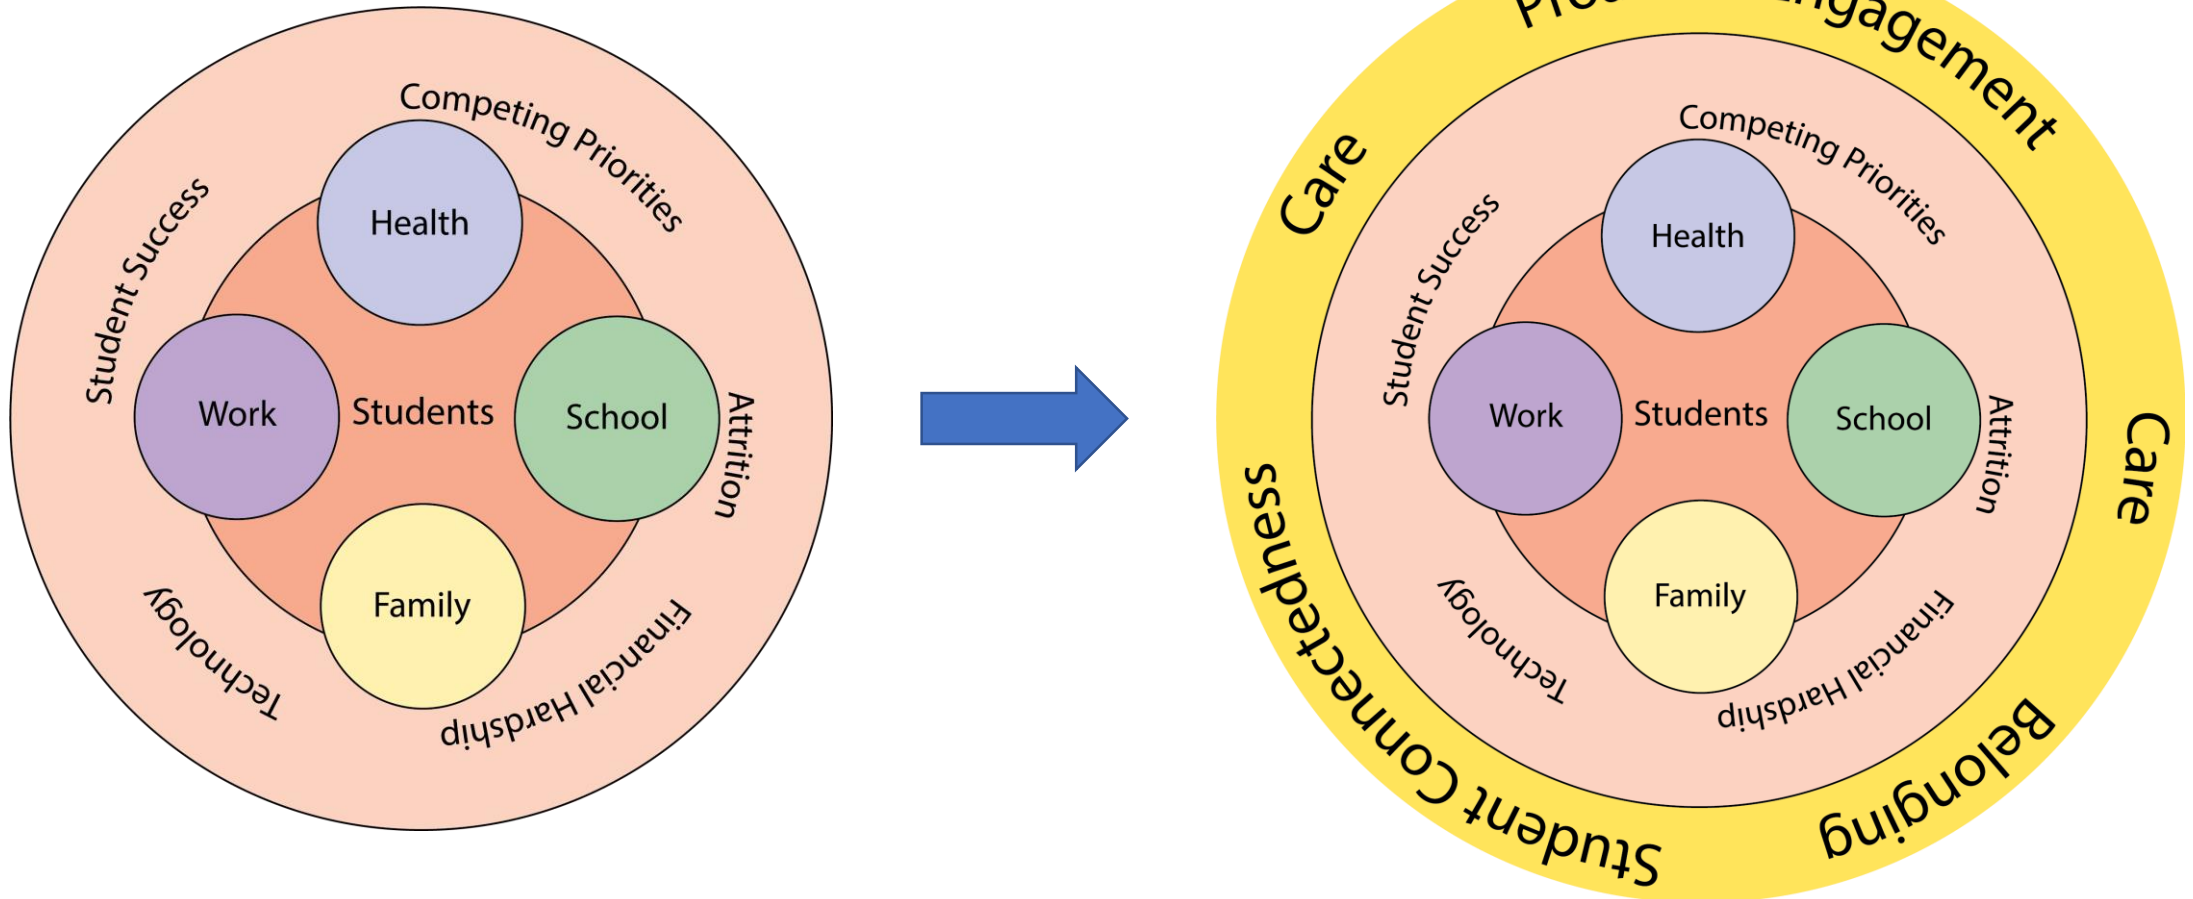 Competing Priorities
Student Success
Health
Work
Students
School
Attrition
Family
Technology
Financial Hardship
Engagement
Care
Competing Priorities
Student Success
Health
Work
Students
School
Attrition
Care
Family
Technology
Financial Hardship
Student Connectedness
Belonging